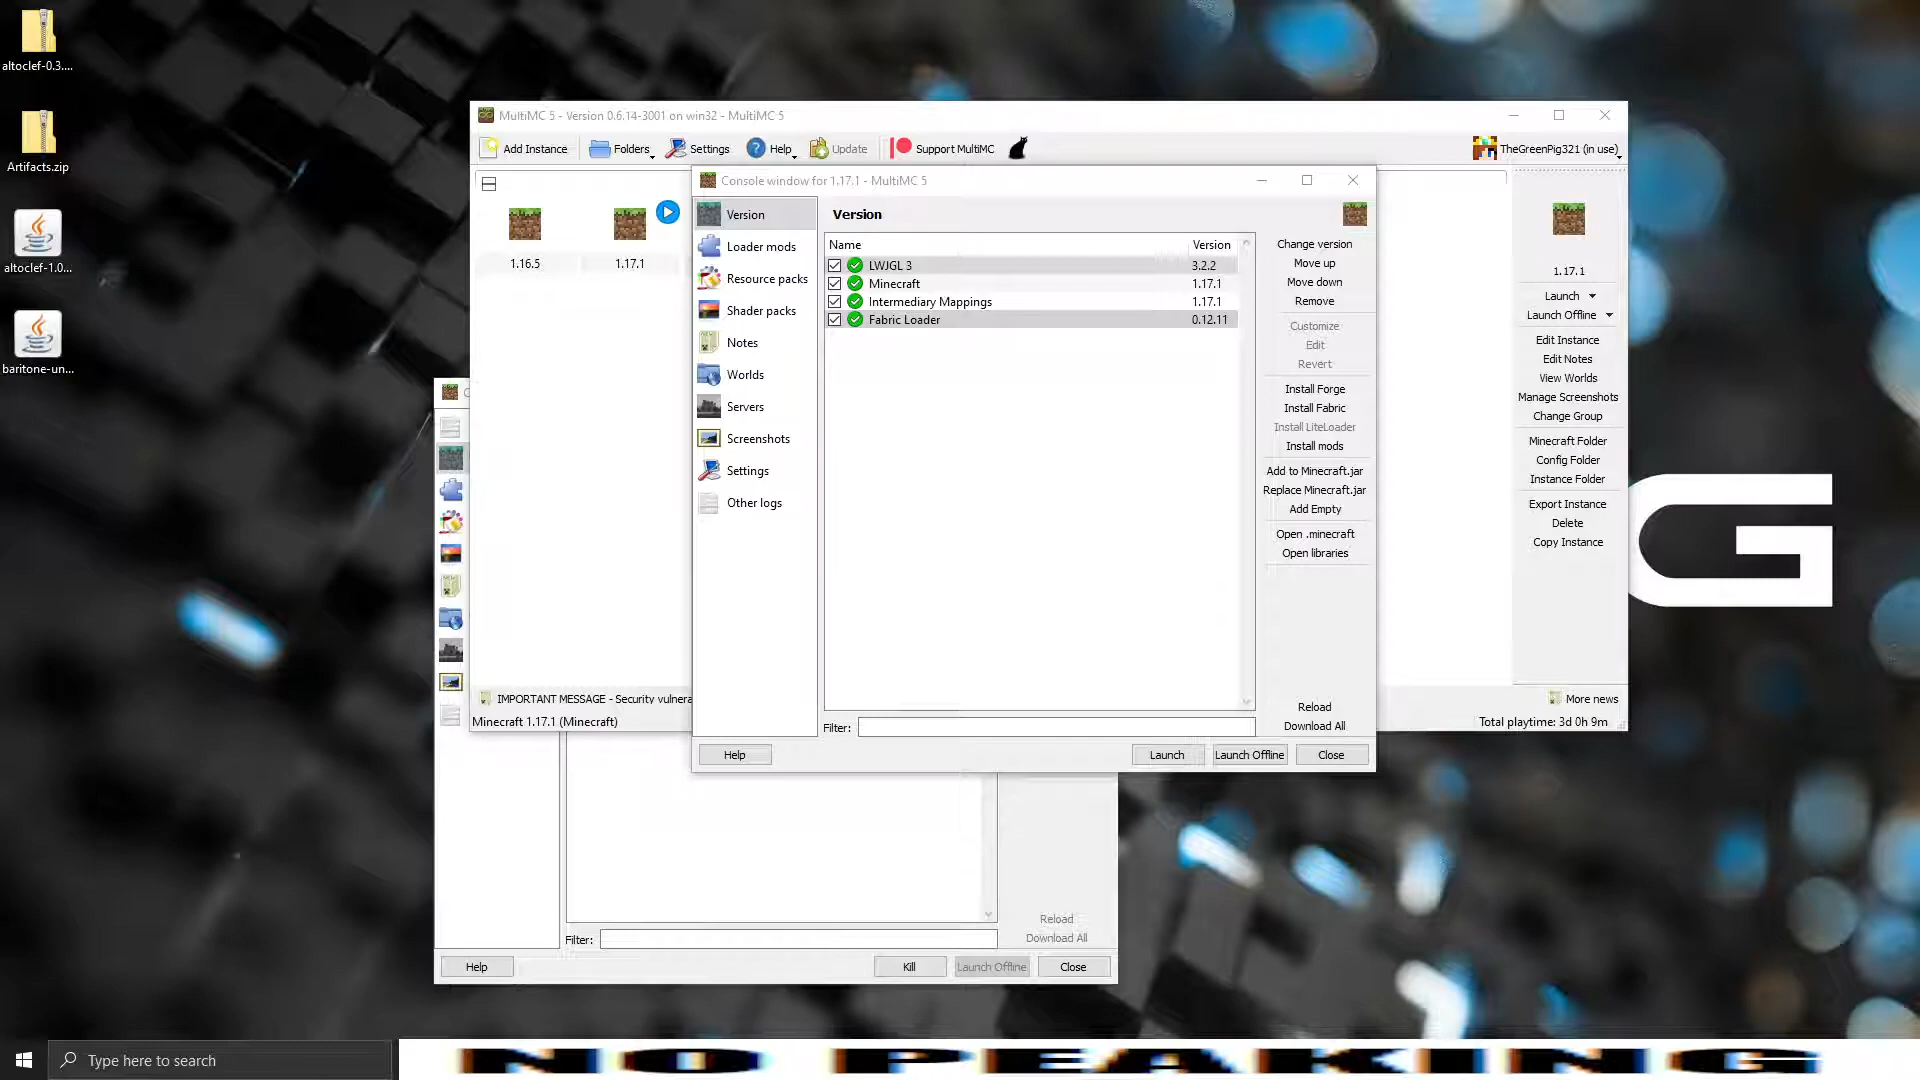 altoclef-0.3....
Artifacts.zip
altoclef-1.0...
baritone-un...
MultiMC 5 - Version 0.6.14-3001 on win32 - MultiMC 5
Add Instance
Folders
Settings
Help
Update
Support MultiMC
TheGreenPig321 (in use)
1.16.5
1.17.1
Console window for 1.17.1 - MultiMC 5
Version
Loader mods
Resource packs
Shader packs
Notes
Worlds
Servers
Screenshots
Settings
Other logs
Version
Name Version
LWJGL 3 3.2.2
Minecraft 1.17.1
Intermediary Mappings 1.17.1
Fabric Loader 0.12.11
Filter:
Change version
Move up
Move down
Remove
Customize
Edit
Revert
Install Forge
Install Fabric
Install LiteLoader
Install mods
Add to Minecraft.jar
Replace Minecraft.jar
Add Empty
Open .minecraft
Open libraries
Reload
Download All
Help
Launch
Launch Offline
Close
1.17.1
Launch
Launch Offline
Edit Instance
Edit Notes
View Worlds
Manage Screenshots
Change Group
Minecraft Folder
Config Folder
Instance Folder
Export Instance
Delete
Copy Instance
IMPORTANT MESSAGE - Security vulnera
More news
Minecraft 1.17.1 (Minecraft)
Total playtime: 3d 0h 9m
G
Reload
Download All
Filter:
Help
Kill
Launch Offline
Close
Type here to search
NO PEAKING